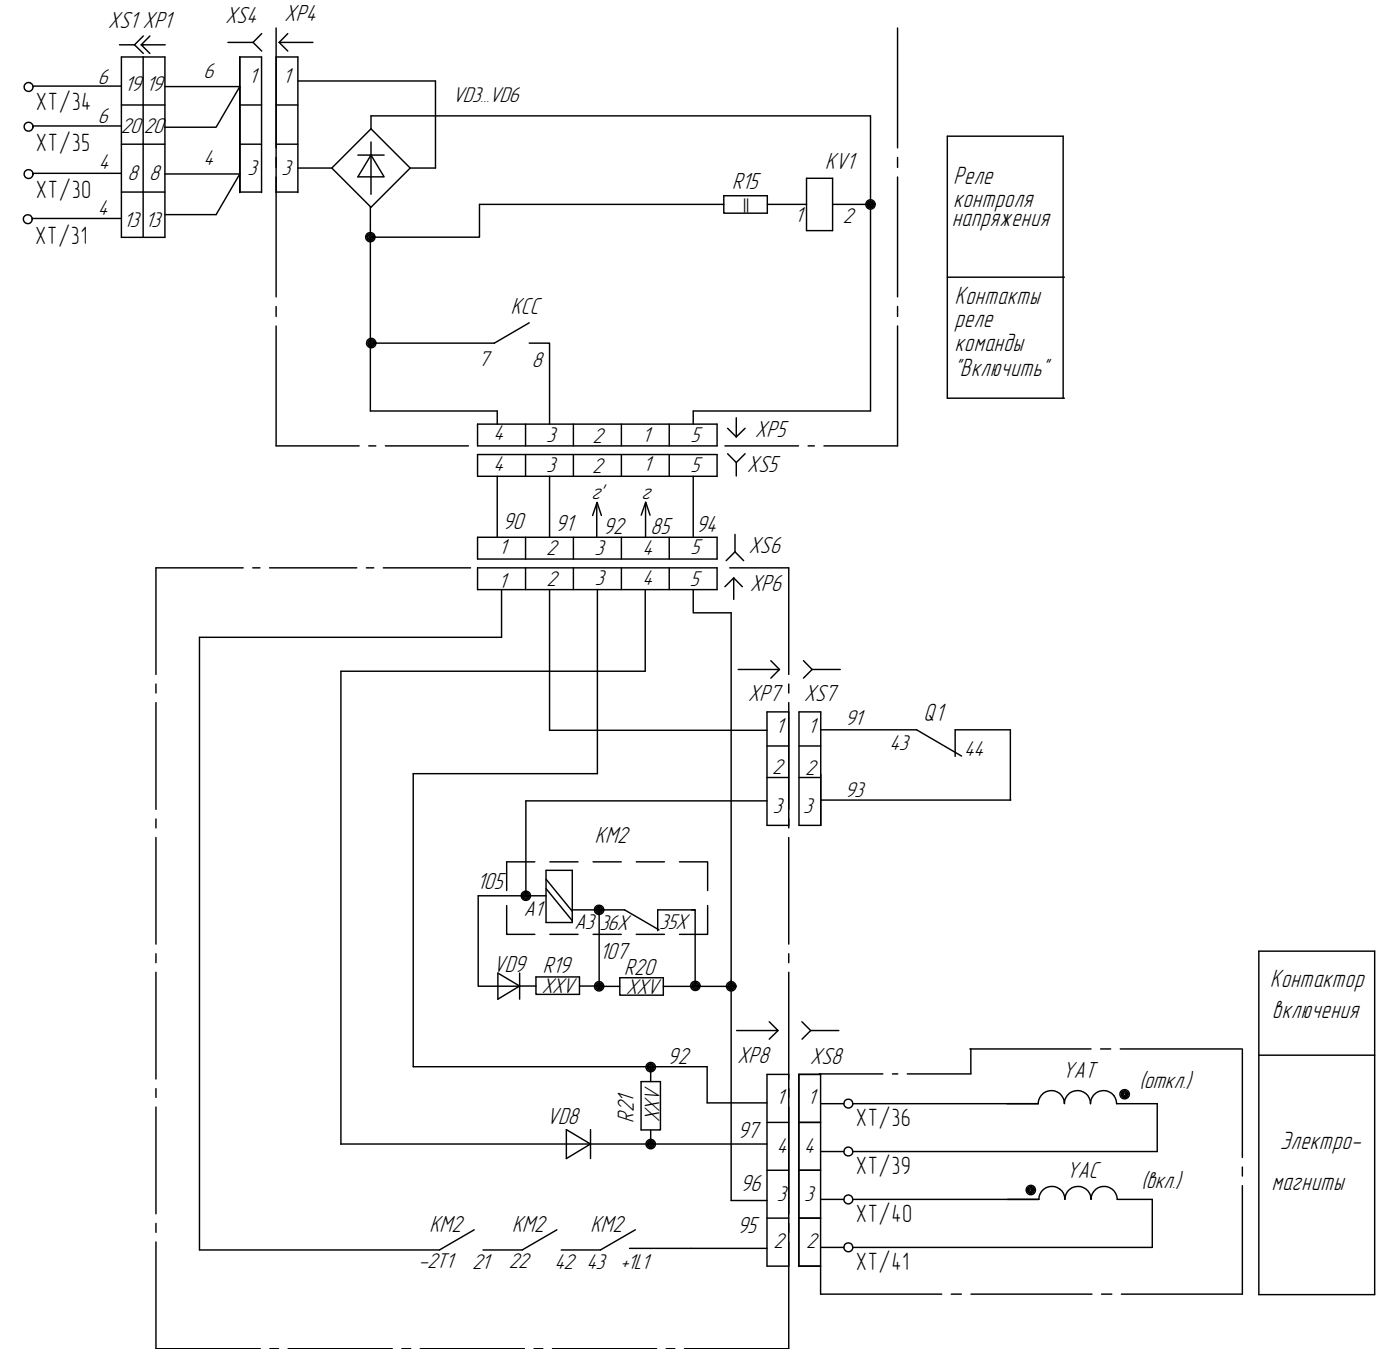 XS1 XP1
XS4
XP4
6
19 19
6
1
1
XT/34
6
20 20
XT/35
4
8 8
4
3
3
XT/30
4
13 13
XT/31
VD3...VD6
R15
KV1
1
2
Реле
контроля
напряжения
Контакты
реле
команды
"Включить"
KCC
7
8
4 3 2 1 5
XP5
4 3 2 1 5
XS5
г'
г
90
91
92
85
94
1 2 3 4 5
XS6
1 2 3 4 5
XP6
XP7
XS7
1
1
91
Q1
43
44
2
2
3
3
93
KM2
105
A1
A3
36X
35X
107
VD9
R19
XXV
R20
XXV
XP8
XS8
92
R21
XXV
VD8
97
96
95
1
1
4
4
3
3
2
2
XT/36
YAT
(откл.)
XT/39
YAC
(вкл.)
XT/40
XT/41
KM2
KM2
KM2
-2T1
21
22
42
43
+1L1
Контактор
включения
Электро-
магниты